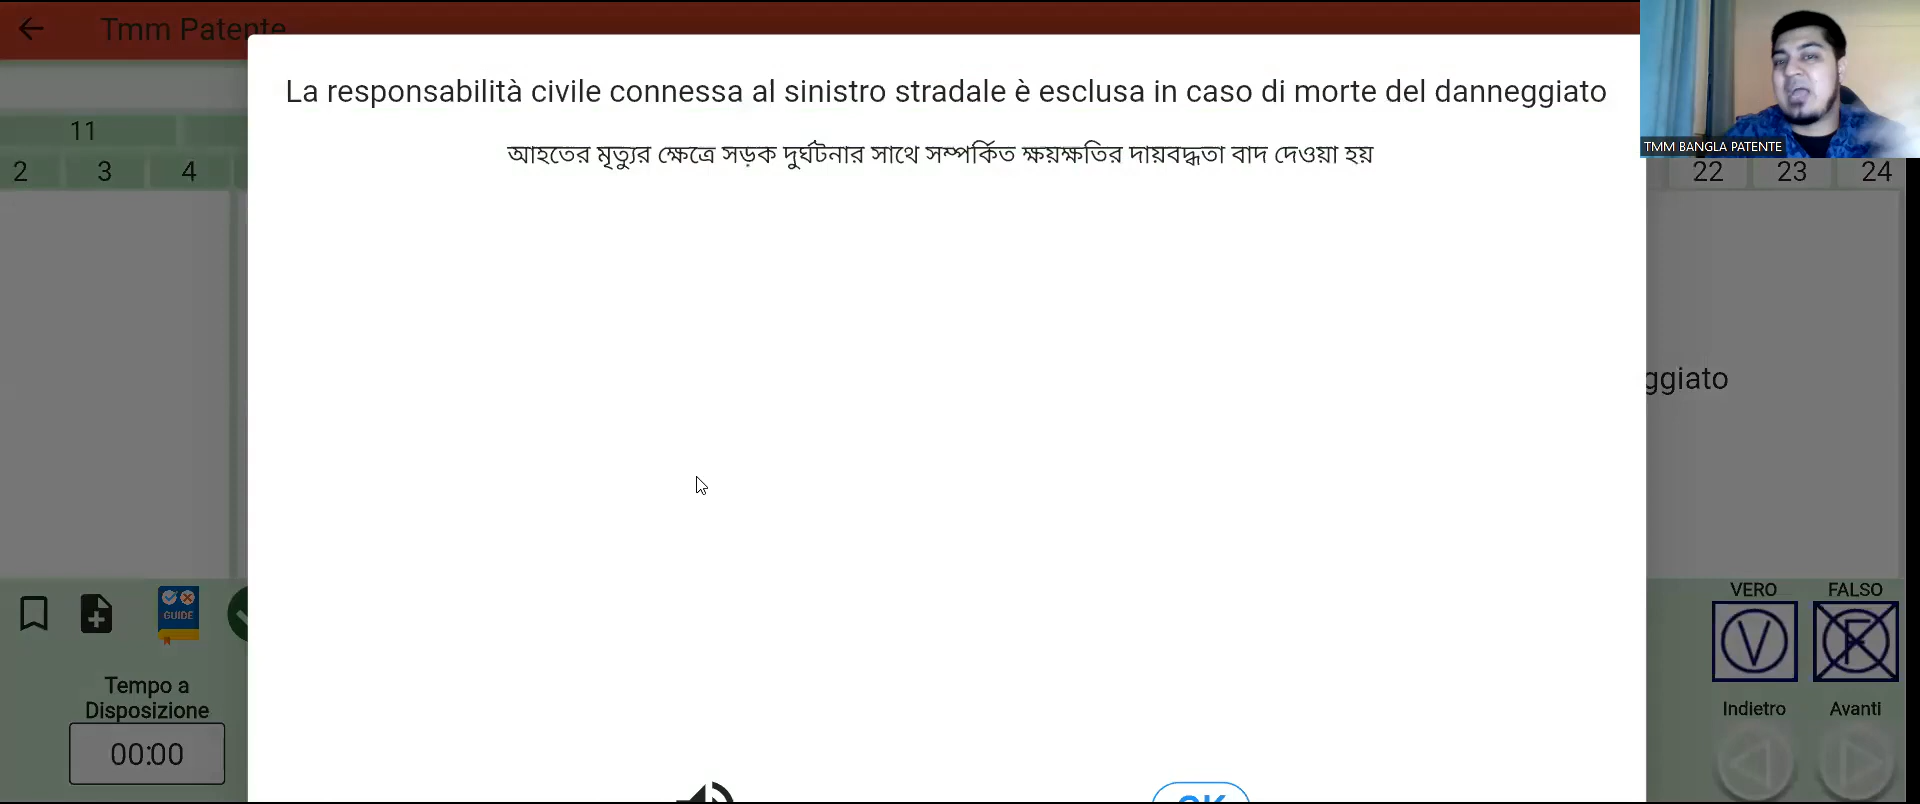 Tmm Patente
La responsabilità civile connessa al sinistro stradale è esclusa in caso di morte del danneggiato
আহতের মৃত্যুর ক্ষেত্রে সড়ক দুর্ঘটনার সাথে সম্পর্কিত ক্ষয়ক্ষতির দায়বদ্ধতা বাদ দেওয়া হয়
TMM BANGLA PATENTE
11
2 3 4 22 23 24
ggiato
GUIDE
VERO FALSO
V F
Tempo a
Disposizione
Indietro Avanti
00:00
OK